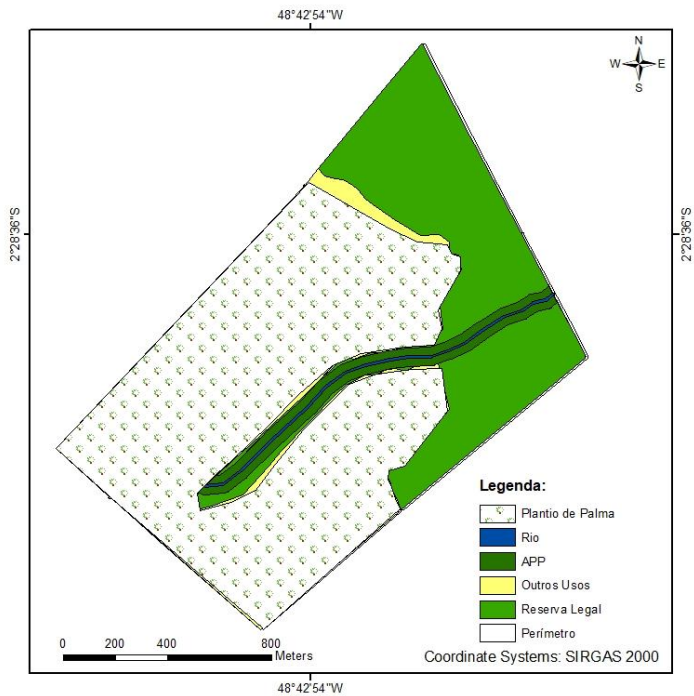 48°42'54"W
N
W E
S
2°28'36"S
2°28'36"S
Legenda:
Plantio de Palma
Rio
APP
Outros Usos
Reserva Legal
Perímetro
0 200 400 800
Meters
Coordinate Systems: SIRGAS 2000
48°42'54"W